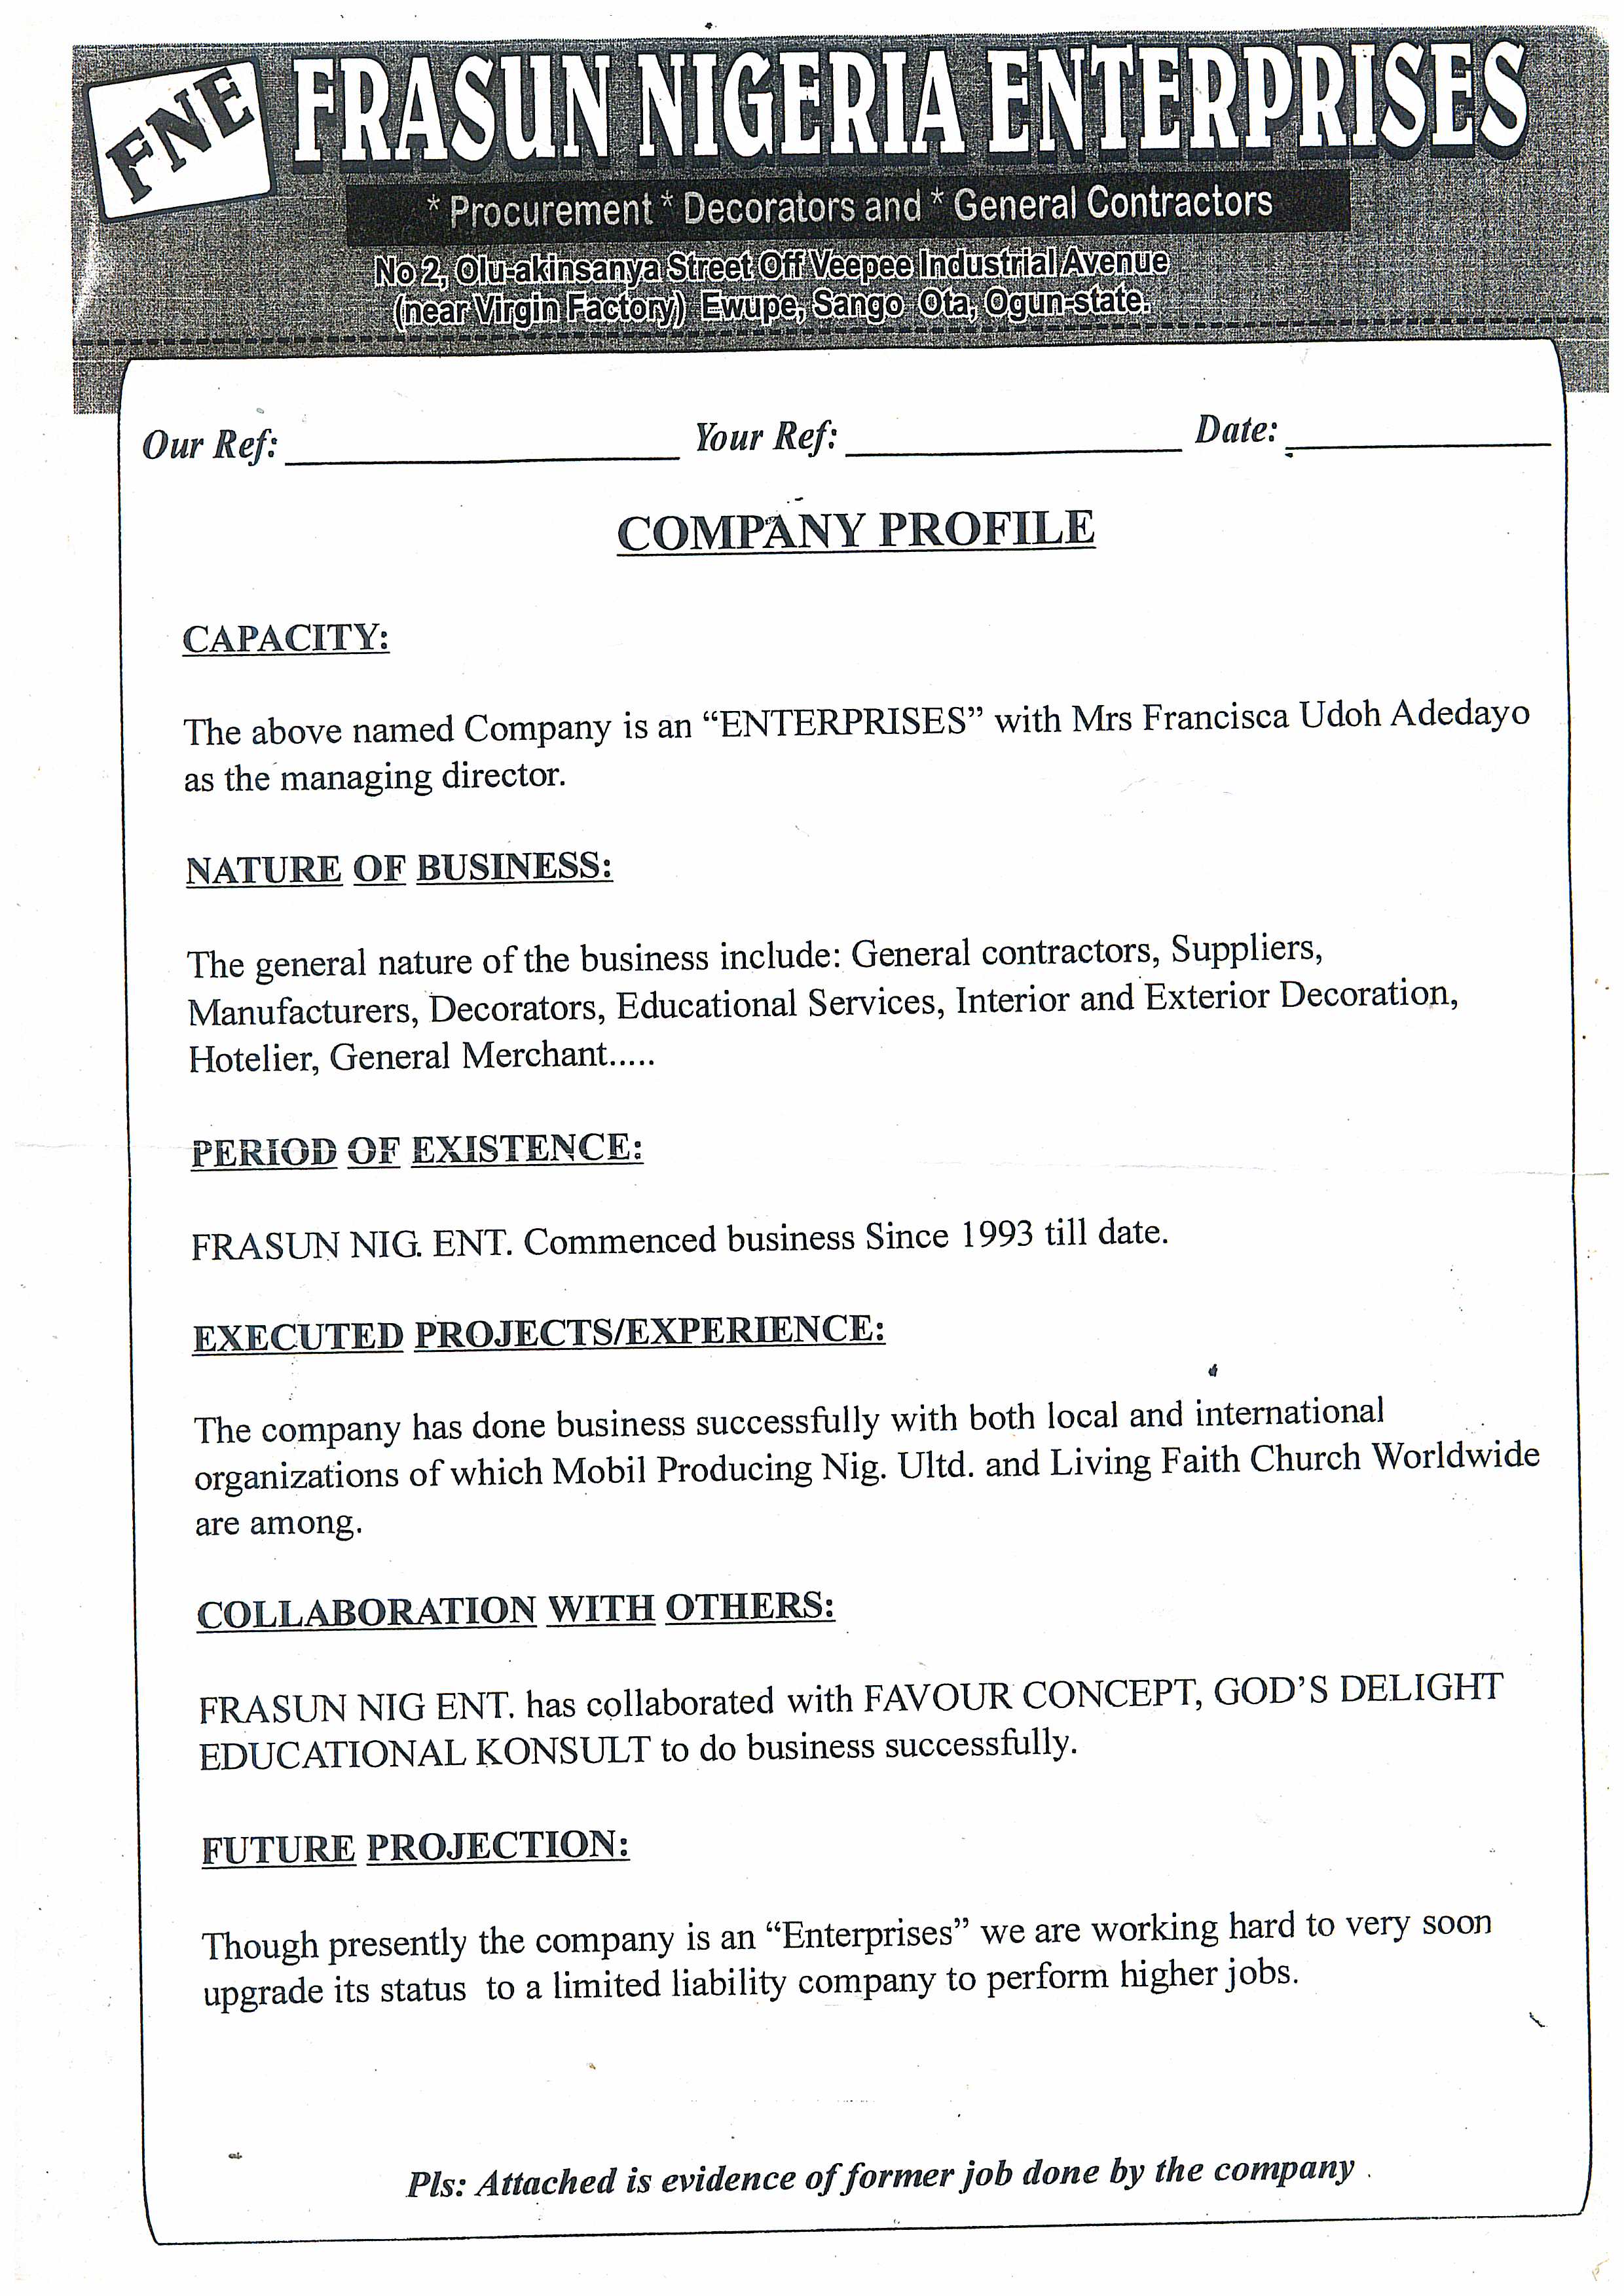 FNE
FRASUN NIGERIA ENTERPRISES
* Procurement * Decorators and * General Contractors
No 2, Olu-akinsanya Street Off Veepee Industrial Avenue
(near Virgin Factory) Ewupe, Sango Ota, Ogun-state.
Our Ref: Your Ref: Date:
COMPANY PROFILE
CAPACITY:
The above named Company is an “ENTERPRISES” with Mrs Francisca Udoh Adedayo
as the managing director.
NATURE OF BUSINESS:
The general nature of the business include: General contractors, Suppliers,
Manufacturers, Decorators, Educational Services, Interior and Exterior Decoration,
Hotelier, General Merchant.....
PERIOD OF EXISTENCE:
FRASUN NIG. ENT. Commenced business Since 1993 till date.
EXECUTED PROJECTS/EXPERIENCE:
The company has done business successfully with both local and international
organizations of which Mobil Producing Nig. Ultd. and Living Faith Church Worldwide
are among.
COLLABORATION WITH OTHERS:
FRASUN NIG ENT. has collaborated with FAVOUR CONCEPT, GOD’S DELIGHT
EDUCATIONAL KONSULT to do business successfully.
FUTURE PROJECTION:
Though presently the company is an “Enterprises” we are working hard to very soon
upgrade its status to a limited liability company to perform higher jobs.
Pls: Attached is evidence of former job done by the company .